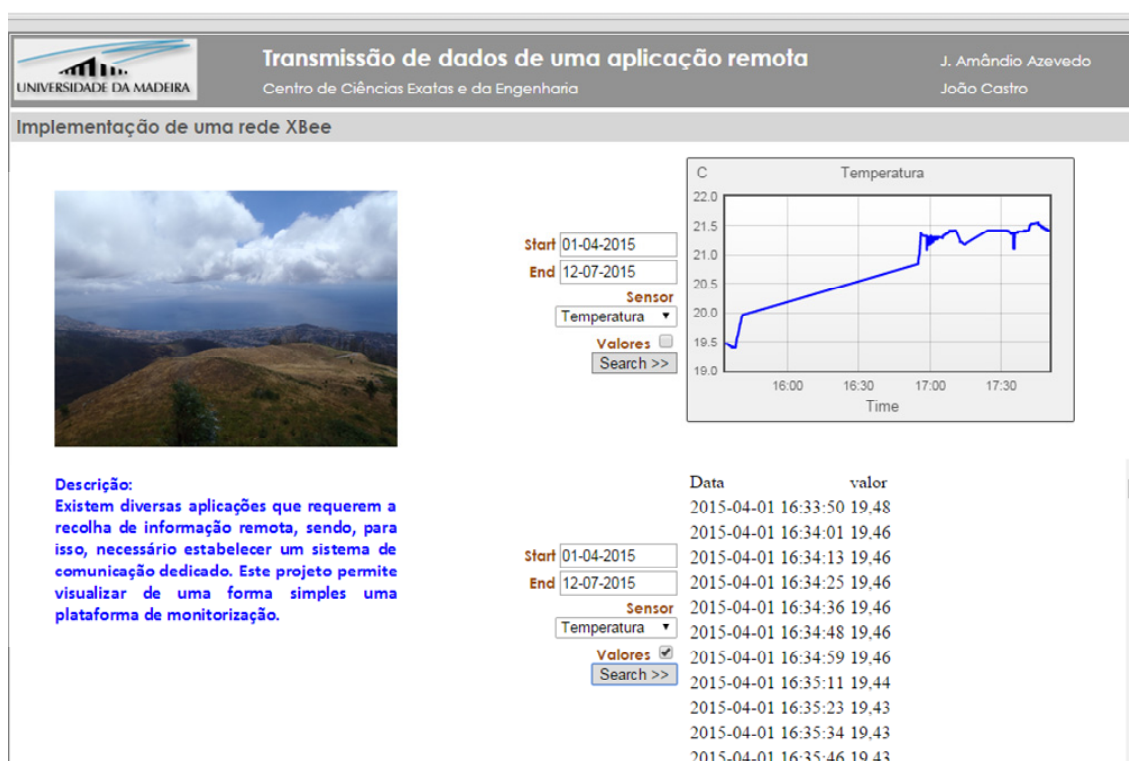 UNIVERSIDADE DA MADEIRA
Transmissão de dados de uma aplicação remota
Centro de Ciências Exatas e da Engenharia
J. Amândio Azevedo
João Castro
Implementação de uma rede XBee
Start 01-04-2015
End 12-07-2015
Sensor
Temperatura
Valores
Search >>
C
Temperatura
22.0
21.5
21.0
20.5
20.0
19.5
19.0
16:00 16:30 17:00 17:30
Time
Descrição:
Existem diversas aplicações que requerem a
recolha de informação remota, sendo, para
isso, necessário estabelecer um sistema de
comunicação dedicado. Este projeto permite
visualizar de uma forma simples uma
plataforma de monitorização.
Start 01-04-2015
End 12-07-2015
Sensor
Temperatura
Valores
Search >>
Data valor
2015-04-01 16:33:50 19,48
2015-04-01 16:34:01 19,46
2015-04-01 16:34:13 19,46
2015-04-01 16:34:25 19,46
2015-04-01 16:34:36 19,46
2015-04-01 16:34:48 19,46
2015-04-01 16:34:59 19,46
2015-04-01 16:35:11 19,44
2015-04-01 16:35:23 19,43
2015-04-01 16:35:34 19,43
2015-04-01 16:35:46 19,43